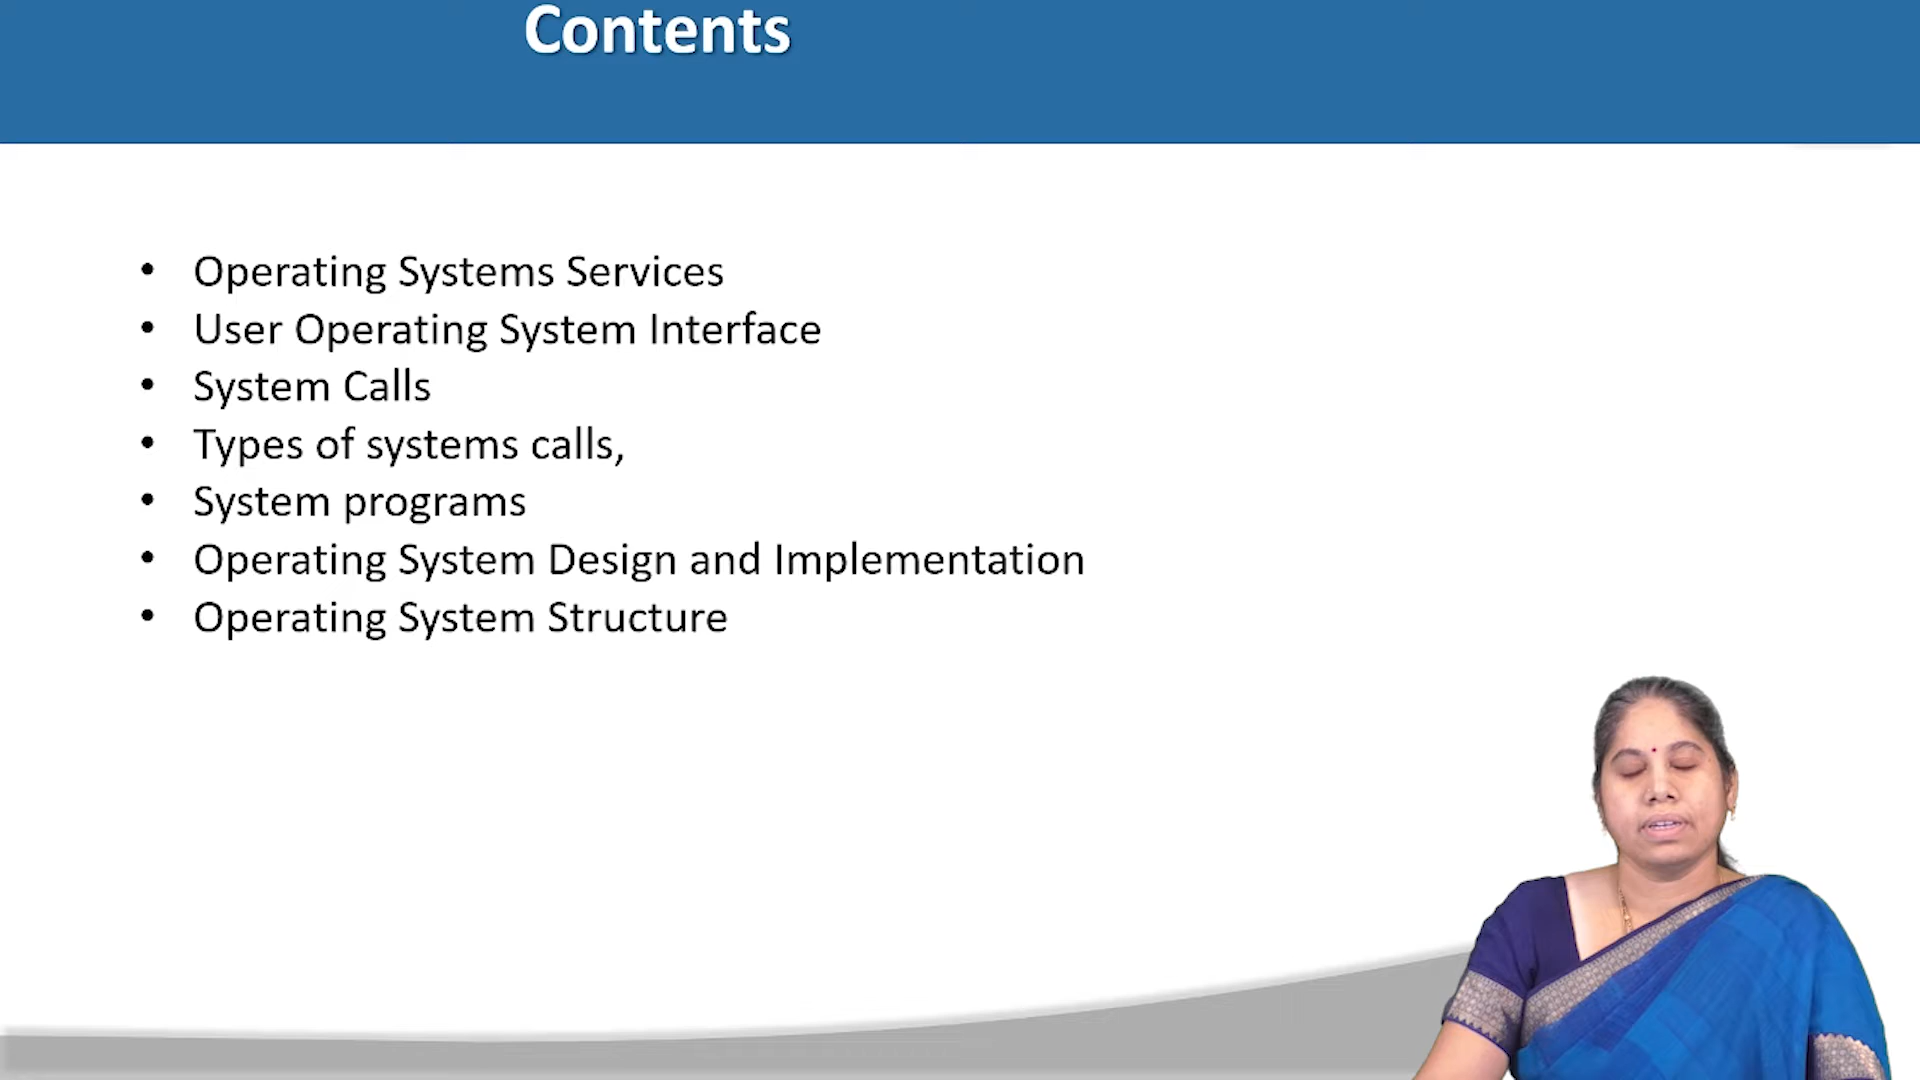 Contents
• Operating Systems Services
• User Operating System Interface
• System Calls
• Types of systems calls,
• System programs
• Operating System Design and Implementation
• Operating System Structure